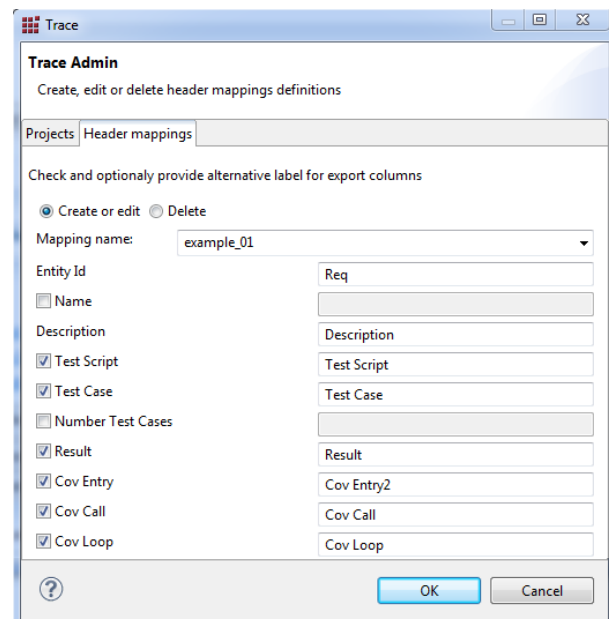 Trace
Trace Admin
Create, edit or delete header mappings definitions
Projects Header mappings
Check and optionaly provide alternative label for export columns
Create or edit Delete
Mapping name: example_01
Entity Id Req
Name
Description Description
Test Script Test Script
Test Case Test Case
Number Test Cases
Result Result
Cov Entry Cov Entry2
Cov Call Cov Call
Cov Loop Cov Loop
? OK Cancel